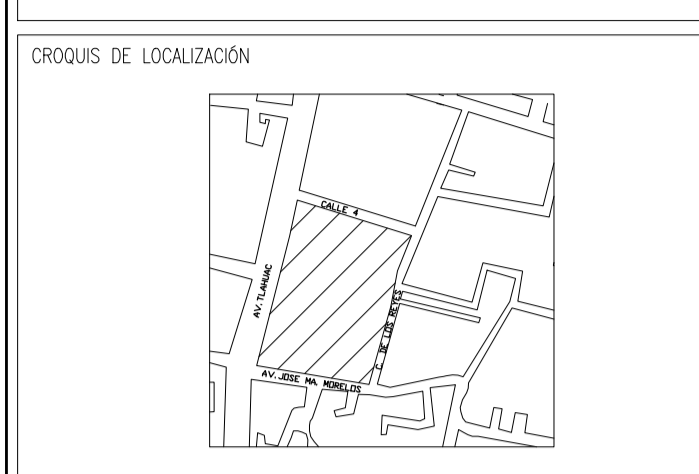 CROQUIS DE LOCALIZACIÓN
CALLE 4
AV. TLAHUAC
C. DE LOS REYES
AV. JOSE MA. MORELOS